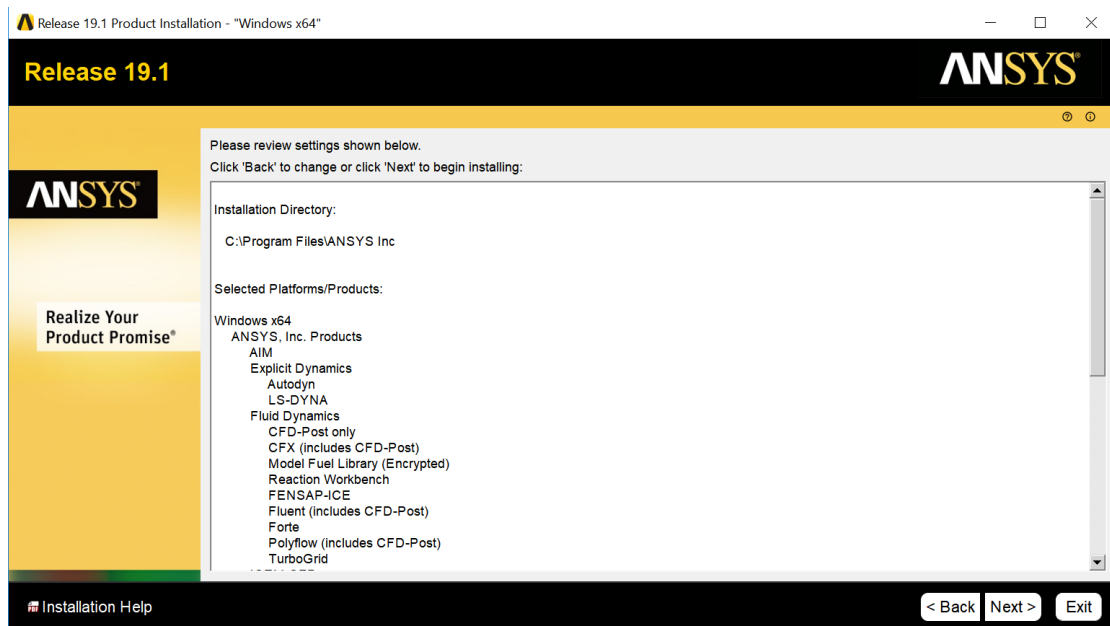 Release 19.1 Product Installation - "Windows x64"
Release 19.1
ANSYS®
Please review settings shown below.
Click 'Back' to change or click 'Next' to begin installing:
ANSYS®
Realize Your
Product Promise®
Installation Directory:
C:\Program Files\ANSYS Inc
Selected Platforms/Products:
Windows x64
ANSYS, Inc. Products
AIM
Explicit Dynamics
Autodyn
LS-DYNA
Fluid Dynamics
CFD-Post only
CFX (includes CFD-Post)
Model Fuel Library (Encrypted)
Reaction Workbench
FENSAP-ICE
Fluent (includes CFD-Post)
Forte
Polyflow (includes CFD-Post)
TurboGrid
Installation Help
< Back Next > Exit